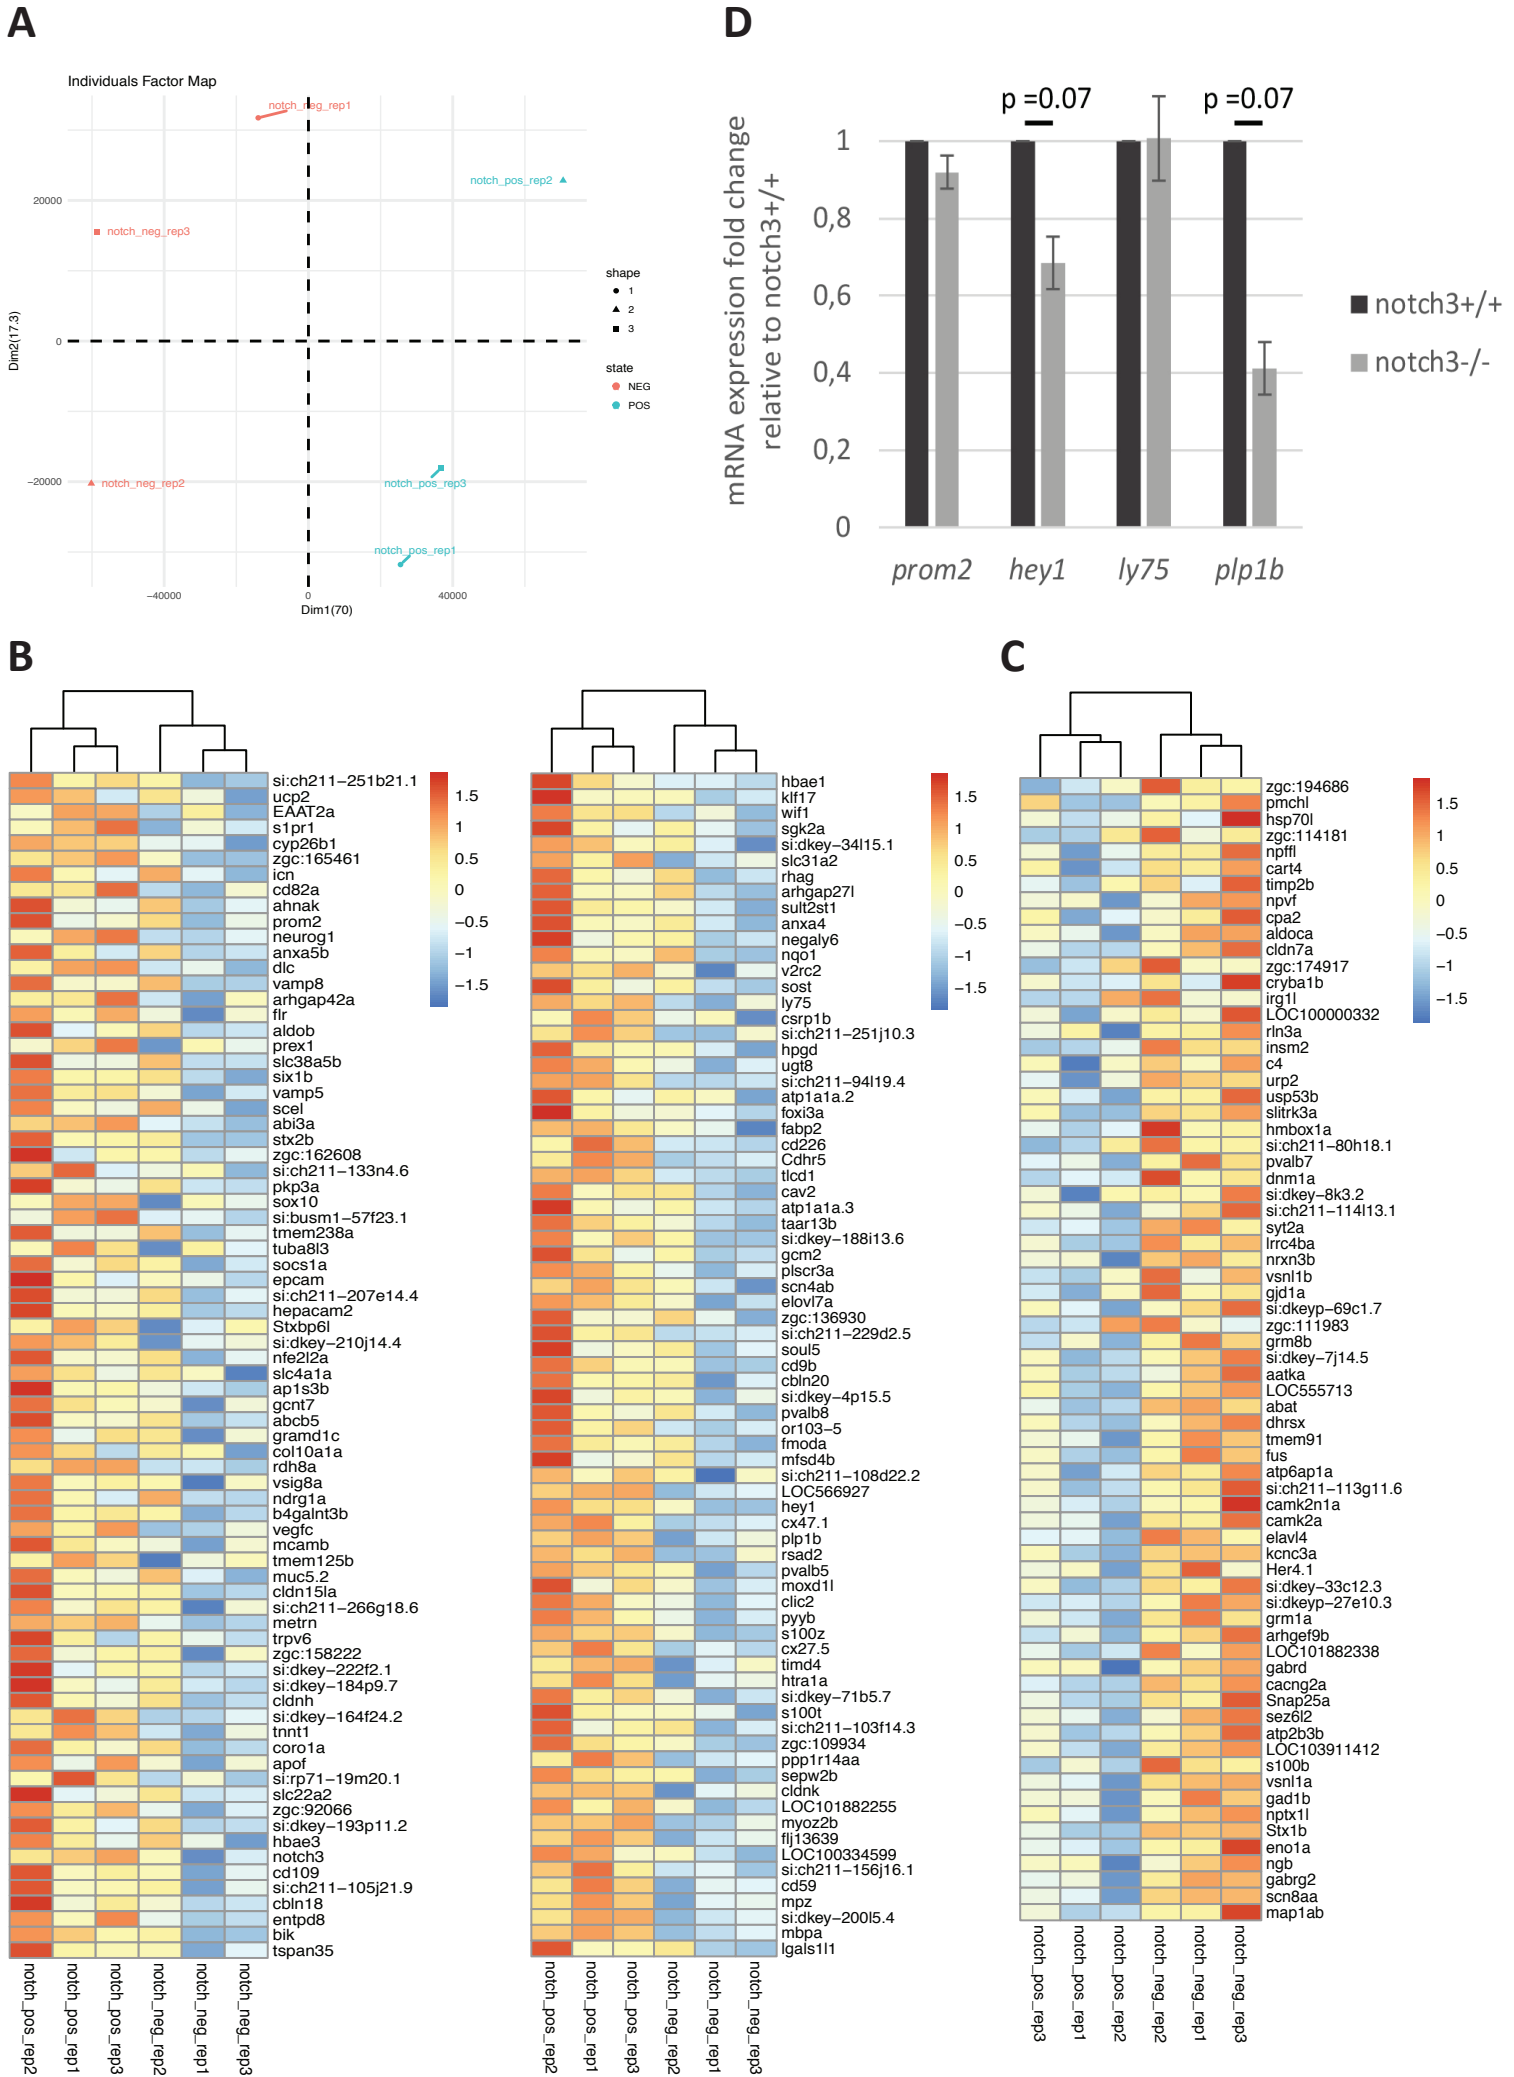 A
Individuals Factor Map
notch_neg_rep1
notch_pos_rep2
20000
notch_neg_rep3
0
−20000
notch_neg_rep2
notch_pos_rep3
notch_pos_rep1
−40000
0
40000
Dim1(70)
Dim2(17.3)
shape
1
2
3
state
NEG
POS
D
p =0.07
p =0.07
mRNA expression fold change
relative to notch3+/+
1
0,8
0,6
0,4
0,2
0
prom2
hey1
ly75
plp1b
notch3+/+
notch3-/-
B
si:ch211−251b21.1
ucp2
EAAT2a
s1pr1
cyp26b1
zgc:165461
icn
cd82a
ahnak
prom2
neurog1
anxa5b
dlc
vamp8
arhgap42a
flr
aldob
prex1
slc38a5b
six1b
vamp5
scel
abi3a
stx2b
zgc:162608
si:ch211−133n4.6
pkp3a
sox10
si:busm1−57f23.1
tmem238a
tuba8l3
socs1a
epcam
si:ch211−207e14.4
hepacam2
Stxbp6l
si:dkey−210j14.4
nfe2l2a
slc4a1a
ap1s3b
gcnt7
abcb5
gramd1c
col10a1a
rdh8a
vsig8a
ndrg1a
b4galnt3b
vegfc
mcamb
tmem125b
muc5.2
cldn15la
si:ch211−266g18.6
metrn
trpv6
zgc:158222
si:dkey−222f2.1
si:dkey−184p9.7
cldnh
si:dkey−164f24.2
tnnt1
coro1a
apof
si:rp71−19m20.1
slc22a2
zgc:92066
si:dkey−193p11.2
hbae3
notch3
cd109
si:ch211−105j21.9
cbln18
entpd8
bik
tspan35
1.5
1
0.5
0
−0.5
−1
−1.5
notch_pos_rep2
notch_pos_rep1
notch_pos_rep3
notch_neg_rep2
notch_neg_rep1
notch_neg_rep3
hbae1
klf17
wif1
sgk2a
si:dkey−34l15.1
slc31a2
rhag
arhgap27l
sult2st1
anxa4
negaly6
nqo1
v2rc2
sost
ly75
csrp1b
si:ch211−251j10.3
hpgd
ugt8
si:ch211−94l19.4
atp1a1a.2
foxi3a
fabp2
cd226
Cdhr5
tlcd1
cav2
atp1a1a.3
taar13b
si:dkey−188i13.6
gcm2
plscr3a
scn4ab
elovl7a
zgc:136930
si:ch211−229d2.5
soul5
cd9b
cbln20
si:dkey−4p15.5
pvalb8
or103−5
fmoda
mfsd4b
si:ch211−108d22.2
LOC566927
hey1
cx47.1
plp1b
rsad2
pvalb5
moxd1l
clic2
pyyb
s100z
cx27.5
timd4
htra1a
si:dkey−71b5.7
s100t
si:ch211−103f14.3
zgc:109934
ppp1r14aa
sepw2b
cldnk
LOC101882255
myoz2b
flj13639
LOC100334599
si:ch211−156j16.1
cd59
mpz
si:dkey−200l5.4
mbpa
lgals1l1
1.5
1
0.5
0
−0.5
−1
−1.5
notch_pos_rep2
notch_pos_rep1
notch_pos_rep3
notch_neg_rep2
notch_neg_rep1
notch_neg_rep3
C
zgc:194686
pmchl
hsp70l
zgc:114181
npffl
cart4
timp2b
npvf
cpa2
aldoca
cldn7a
zgc:174917
cryba1b
irg1l
LOC100000332
rln3a
insm2
c4
urp2
usp53b
slitrk3a
hmbox1a
si:ch211−80h18.1
pvalb7
dnm1a
si:dkey−8k3.2
si:ch211−114l13.1
syt2a
lrrc4ba
nrxn3b
vsnl1b
gjd1a
si:dkeyp−69c1.7
zgc:111983
grm8b
si:dkey−7j14.5
aatka
LOC555713
abat
dhrsx
tmem91
fus
atp6ap1a
si:ch211−113g11.6
camk2n1a
camk2a
elavl4
kcnc3a
Her4.1
si:dkey−33c12.3
si:dkeyp−27e10.3
grm1a
arhgef9b
LOC101882338
gabrd
cacng2a
Snap25a
sez6l2
atp2b3b
LOC103911412
s100b
vsnl1a
gad1b
nptx1l
Stx1b
eno1a
ngb
gabrg2
scn8aa
map1ab
1.5
1
0.5
0
−0.5
−1
−1.5
notch_pos_rep3
notch_pos_rep1
notch_pos_rep2
notch_neg_rep2
notch_neg_rep1
notch_neg_rep3